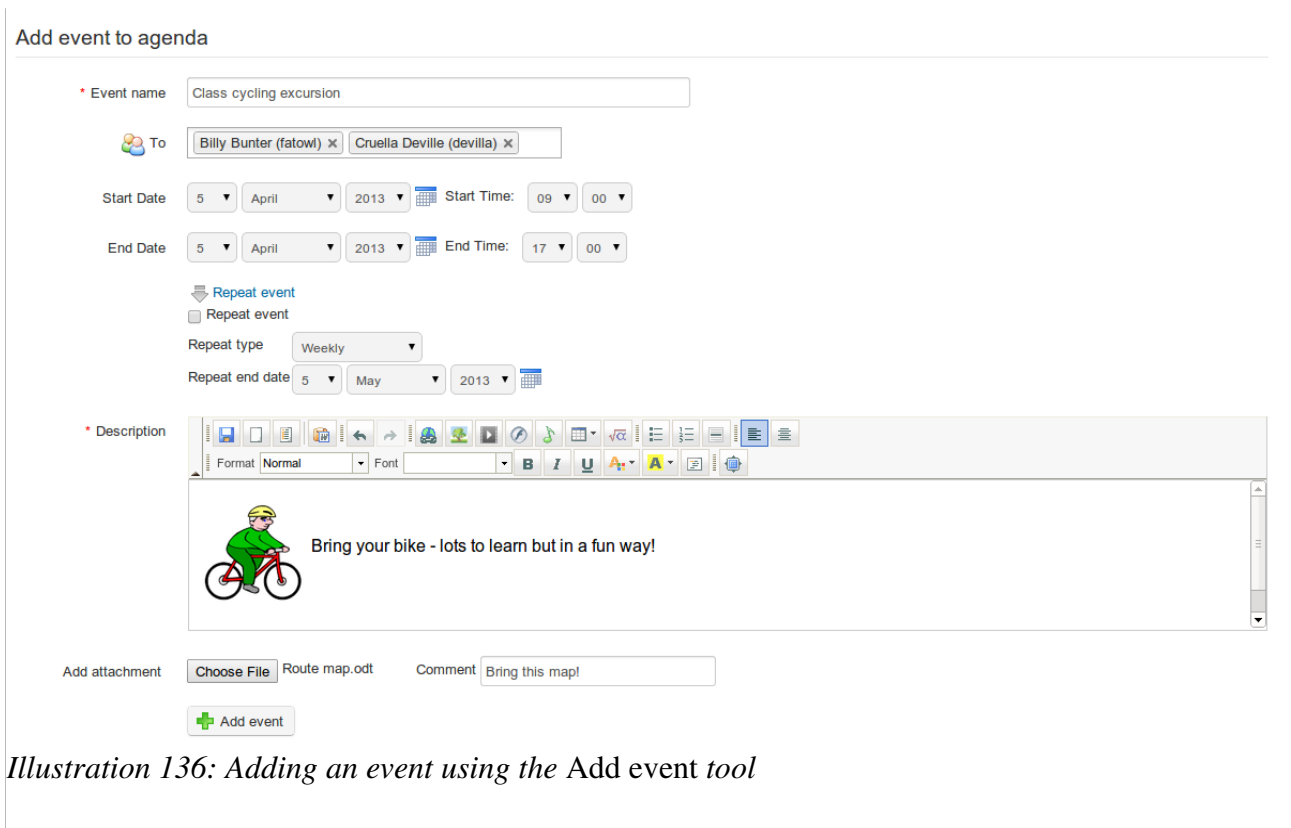 Add event to agenda
* Event name Class cycling excursion
To Billy Bunter (fatowl) × Cruella Deville (devilla) ×
Start Date 5 April 2013 Start Time: 09 00
End Date 5 April 2013 End Time: 17 00
Repeat event
Repeat event
Repeat type Weekly
Repeat end date 5 May 2013
* Description
Format Normal Font B I U A A
Bring your bike - lots to learn but in a fun way!
Add attachment Choose File Route map.odt Comment Bring this map!
Add event
Illustration 136: Adding an event using the Add event tool